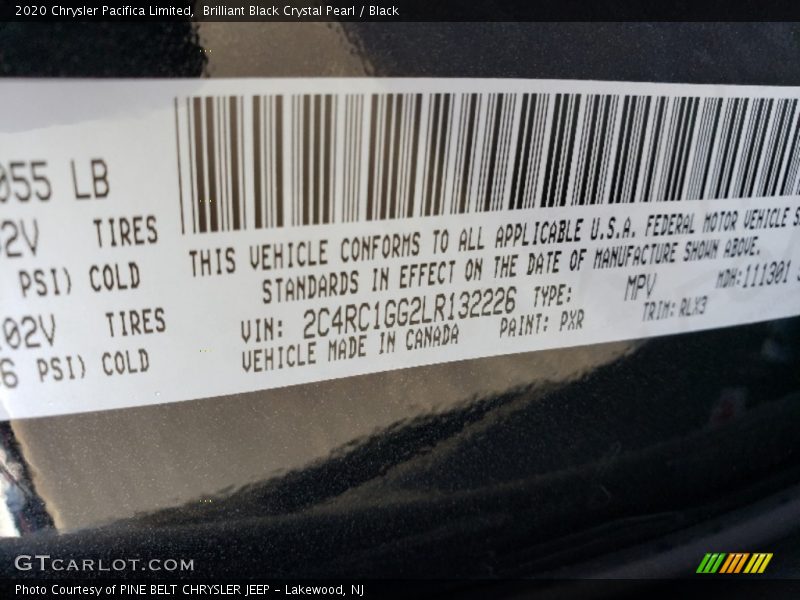 2020 Chrysler Pacifica Limited, Brilliant Black Crystal Pearl / Black
055 LB
TIRES
PSI) COLD
02V TIRES
PSI) COLD
THIS VEHICLE CONFORMS TO ALL APPLICABLE U.S.A. FEDERAL MOTOR VEHICLE
STANDARDS IN EFFECT ON THE DATE OF MANUFACTURE SHOWN ABOVE.
VIN: 2C4RC1GG2LR132226 TYPE: MPV MDH:111301
VEHICLE MADE IN CANADA PAINT: PXR TRIM: RLX3
GTCARLOT.COM
Photo Courtesy of PINE BELT CHRYSLER JEEP - Lakewood, NJ